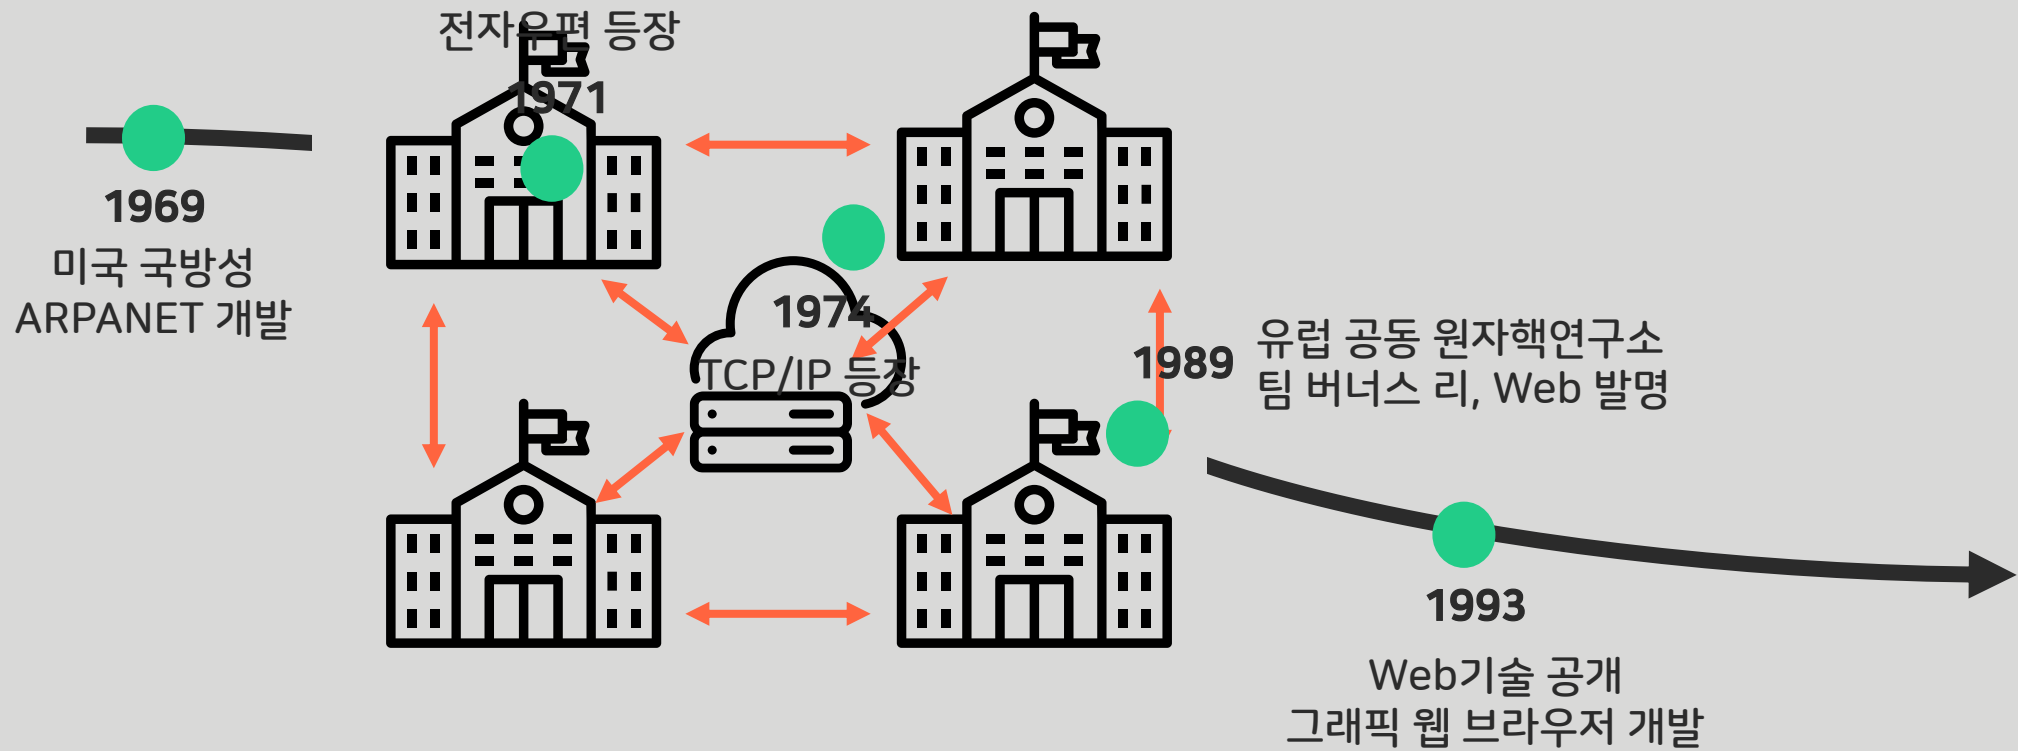 1969
미국 국방성
ARPANET 개발
전자우편 등장
1971
1974
TCP/IP 등장
1989
유럽 공동 원자핵연구소
팀 버너스 리, Web 발명
1993
Web기술 공개
그래픽 웹 브라우저 개발